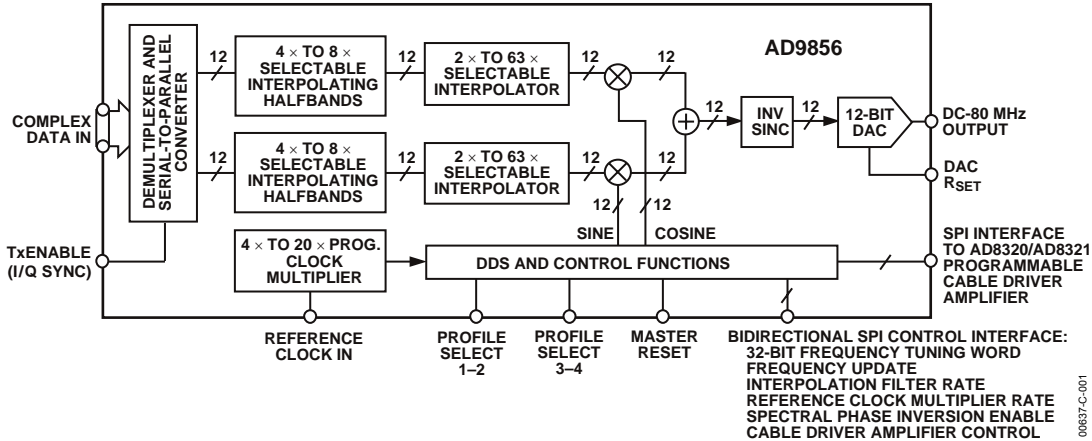 AD9856
COMPLEX
DATA IN
DEMULTIPLEXER AND
SERIAL-TO-PARALLEL
CONVERTER
12
4 × TO 8 ×
SELECTABLE
INTERPOLATING
HALFBANDS
12
2 × TO 63 ×
SELECTABLE
INTERPOLATOR
12
12
12
INV
SINC
12
12-BIT
DAC
DC-80 MHz
OUTPUT
DAC
RSET
12
4 × TO 8 ×
SELECTABLE
INTERPOLATING
HALFBANDS
12
2 × TO 63 ×
SELECTABLE
INTERPOLATOR
12
12
12
12
SINE
COSINE
TxENABLE
(I/Q SYNC)
4 × TO 20 × PROG.
CLOCK
MULTIPLIER
DDS AND CONTROL FUNCTIONS
SPI INTERFACE
TO AD8320/AD8321
PROGRAMMABLE
CABLE DRIVER
AMPLIFIER
REFERENCE
CLOCK IN
PROFILE
SELECT
1–2
PROFILE
SELECT
3–4
MASTER
RESET
BIDIRECTIONAL SPI CONTROL INTERFACE:
32-BIT FREQUENCY TUNING WORD
FREQUENCY UPDATE
INTERPOLATION FILTER RATE
REFERENCE CLOCK MULTIPLIER RATE
SPECTRAL PHASE INVERSION ENABLE
CABLE DRIVER AMPLIFIER CONTROL
00637-C-001